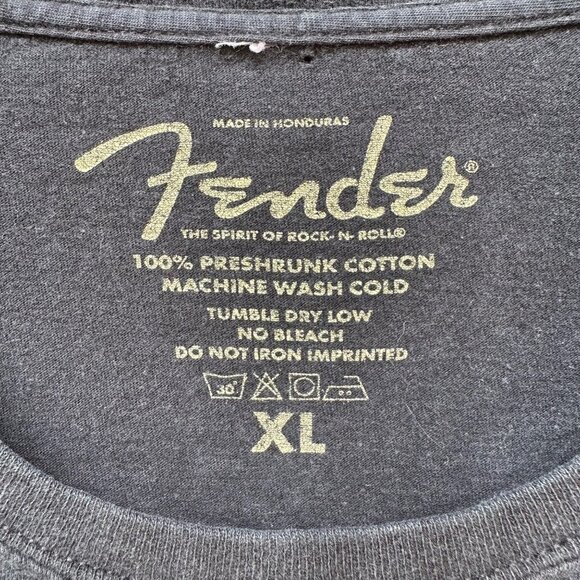 MADE IN HONDURAS
Fender®
THE SPIRIT OF ROCK-N-ROLL®
100% PRESHRUNK COTTON
MACHINE WASH COLD
TUMBLE DRY LOW
NO BLEACH
DO NOT IRON IMPRINTED
30°
XL